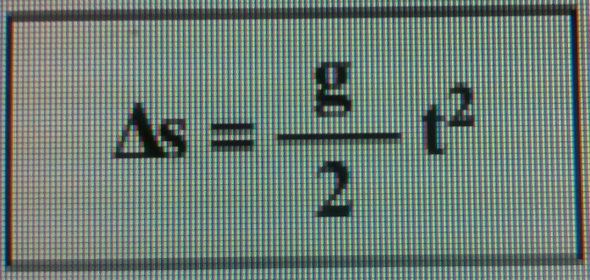 Δs = g/2 t²